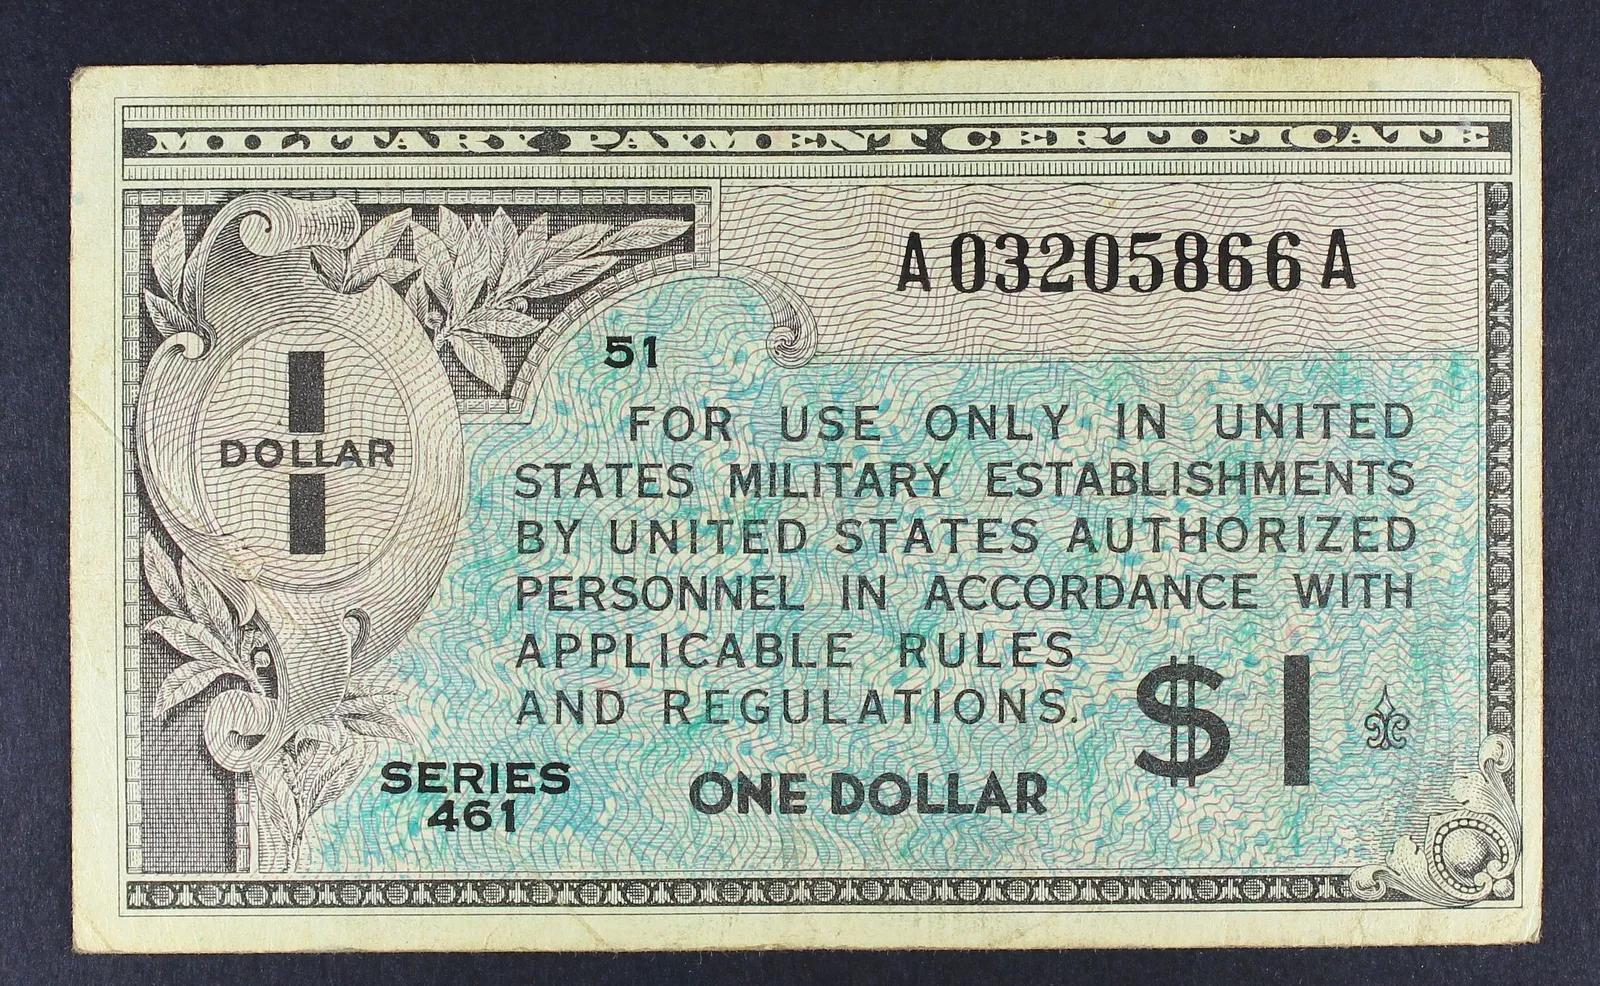 MILITARY PAYMENT CERTIFICATE
A03205866A
51
1
DOLLAR
FOR USE ONLY IN UNITED
STATES MILITARY ESTABLISHMENTS
BY UNITED STATES AUTHORIZED
PERSONNEL IN ACCORDANCE WITH
APPLICABLE RULES
AND REGULATIONS.
$1
SERIES
461
ONE DOLLAR